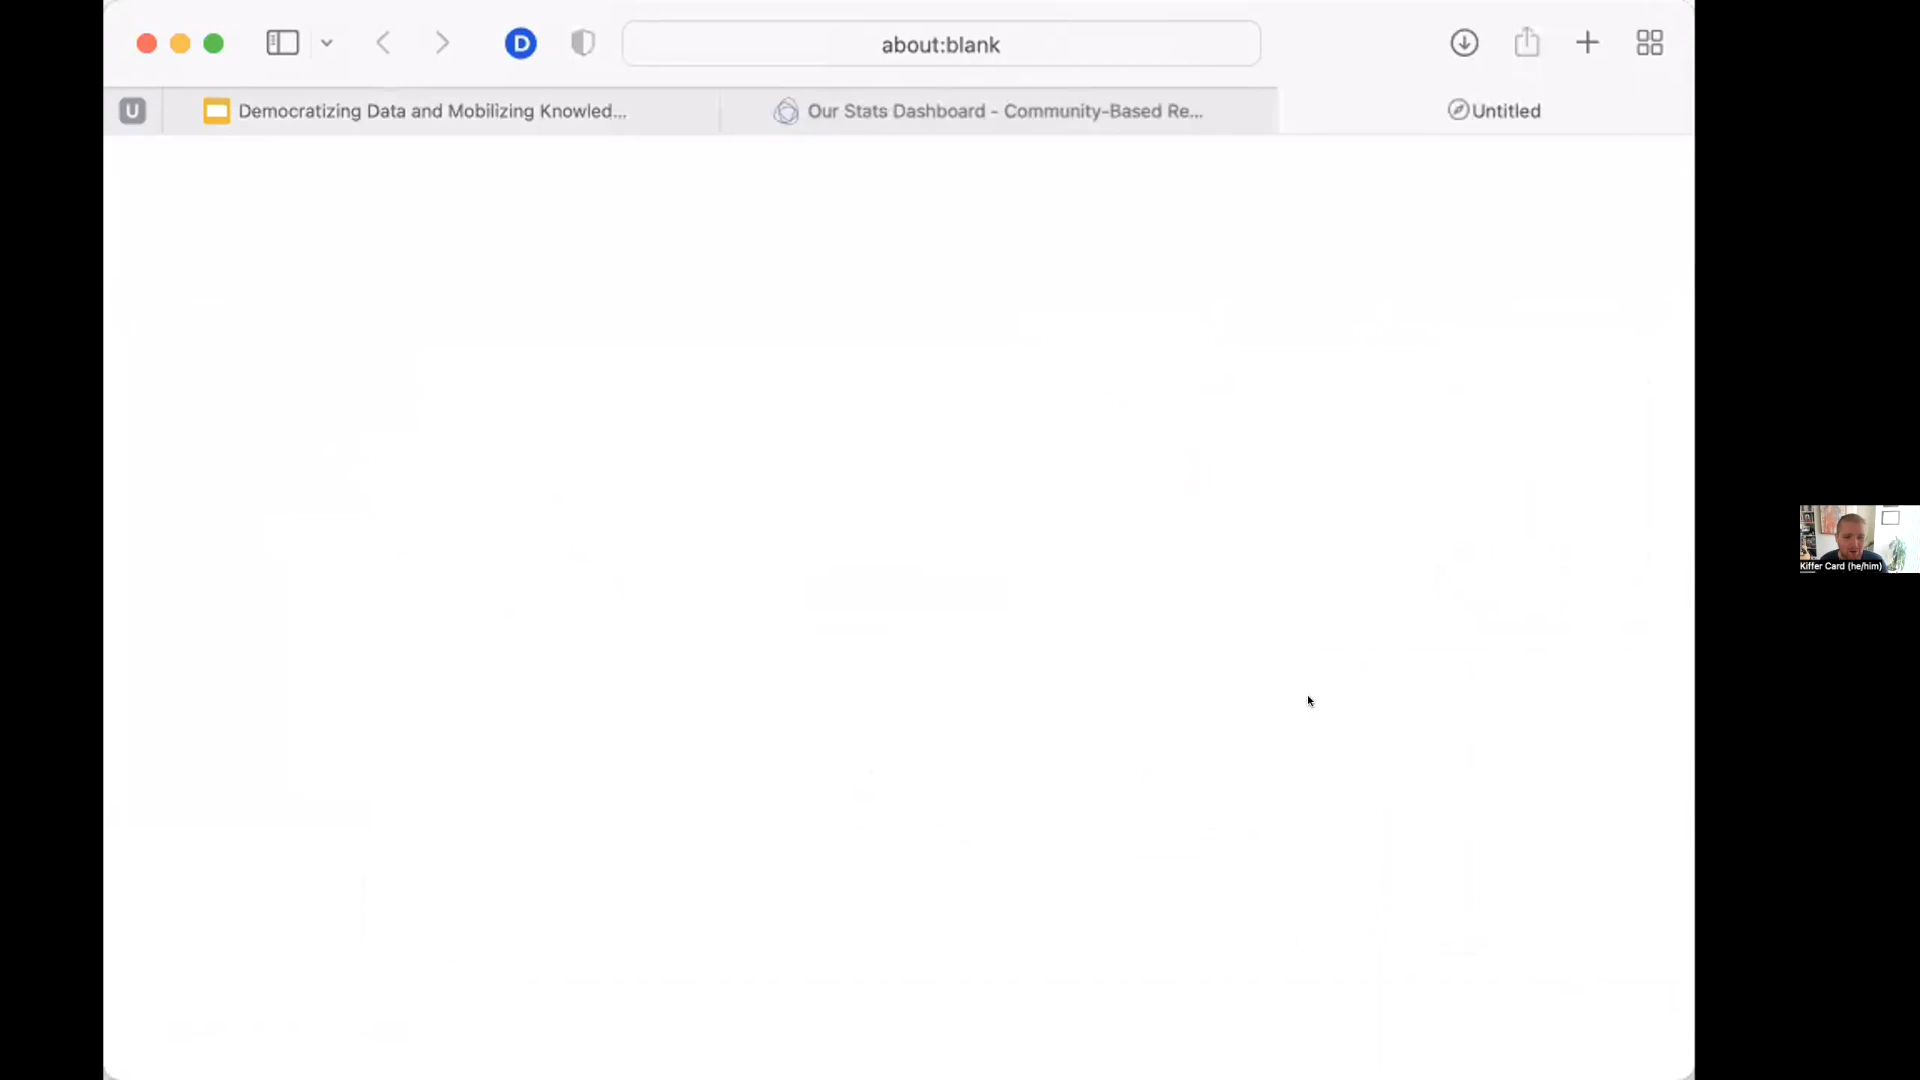 about:blank
U
Democratizing Data and Mobilizing Knowled...
Our Stats Dashboard - Community-Based Re...
Untitled
D
Kiffer Card (he/him)